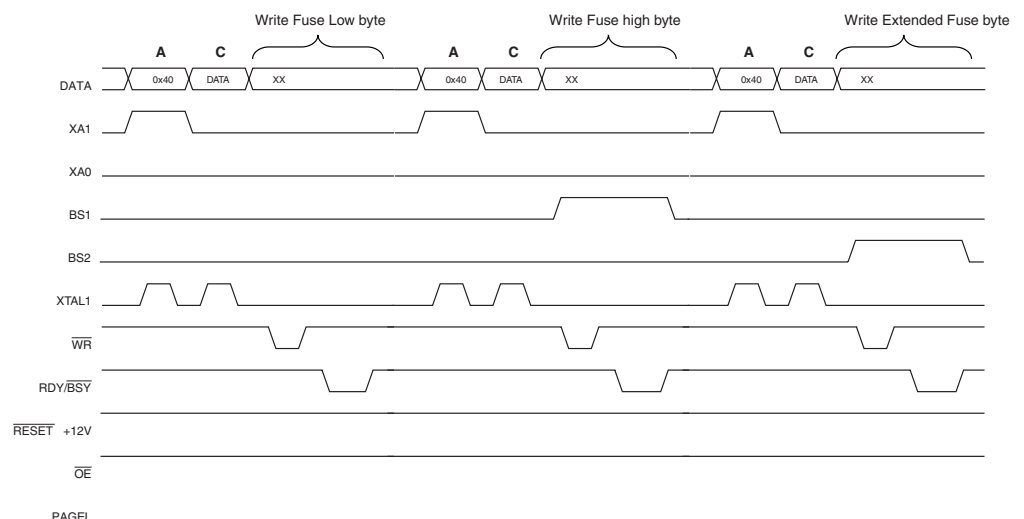 Write Fuse Low byte Write Fuse high byte Write Extended Fuse byte
A C A C A C
DATA 0x40 DATA XX 0x40 DATA XX 0x40 DATA XX
XA1
XA0
BS1
BS2
XTAL1
WR
RDY/BSY
RESET +12V
OE
PAGEL